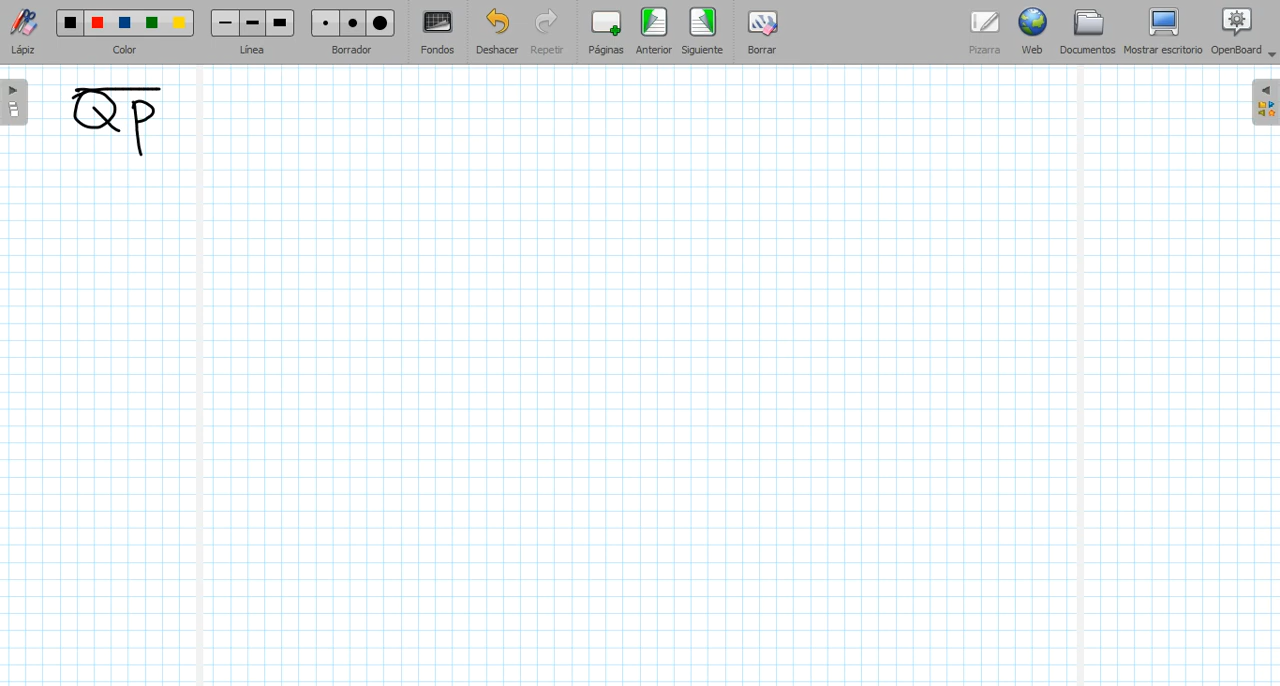 Lápiz Color Línea Borrador Fondos Deshacer Repetir Páginas Anterior Siguiente Borrar Pizarra Web Documentos Mostrar escritorio OpenBoard
Qp